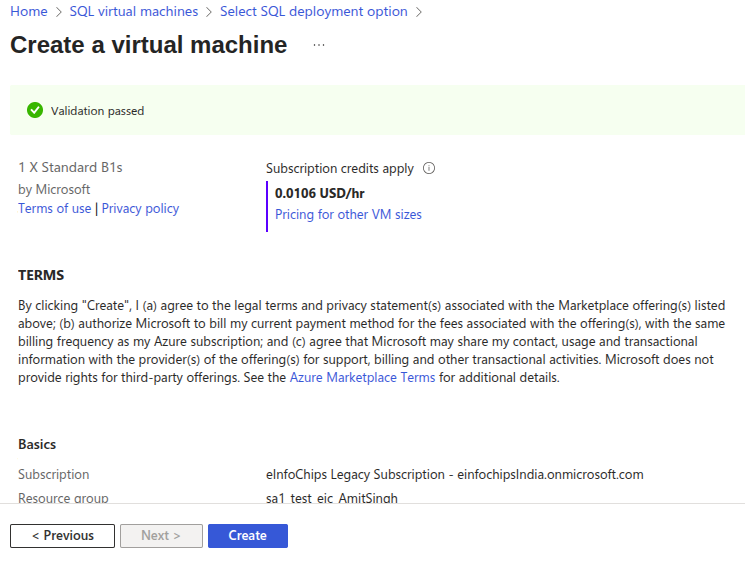 Home > SQL virtual machines > Select SQL deployment option >
Create a virtual machine ...
Validation passed
1 X Standard B1s
by Microsoft
Terms of use | Privacy policy
Subscription credits apply
0.0106 USD/hr
Pricing for other VM sizes
TERMS
By clicking "Create", I (a) agree to the legal terms and privacy statement(s) associated with the Marketplace offering(s) listed
above; (b) authorize Microsoft to bill my current payment method for the fees associated with the offering(s), with the same
billing frequency as my Azure subscription; and (c) agree that Microsoft may share my contact, usage and transactional
information with the provider(s) of the offering(s) for support, billing and other transactional activities. Microsoft does not
provide rights for third-party offerings. See the Azure Marketplace Terms for additional details.
Basics
Subscription eInfoChips Legacy Subscription - einfochipsIndia.onmicrosoft.com
Resource group sa1_test_eic_AmitSingh
< Previous Next > Create